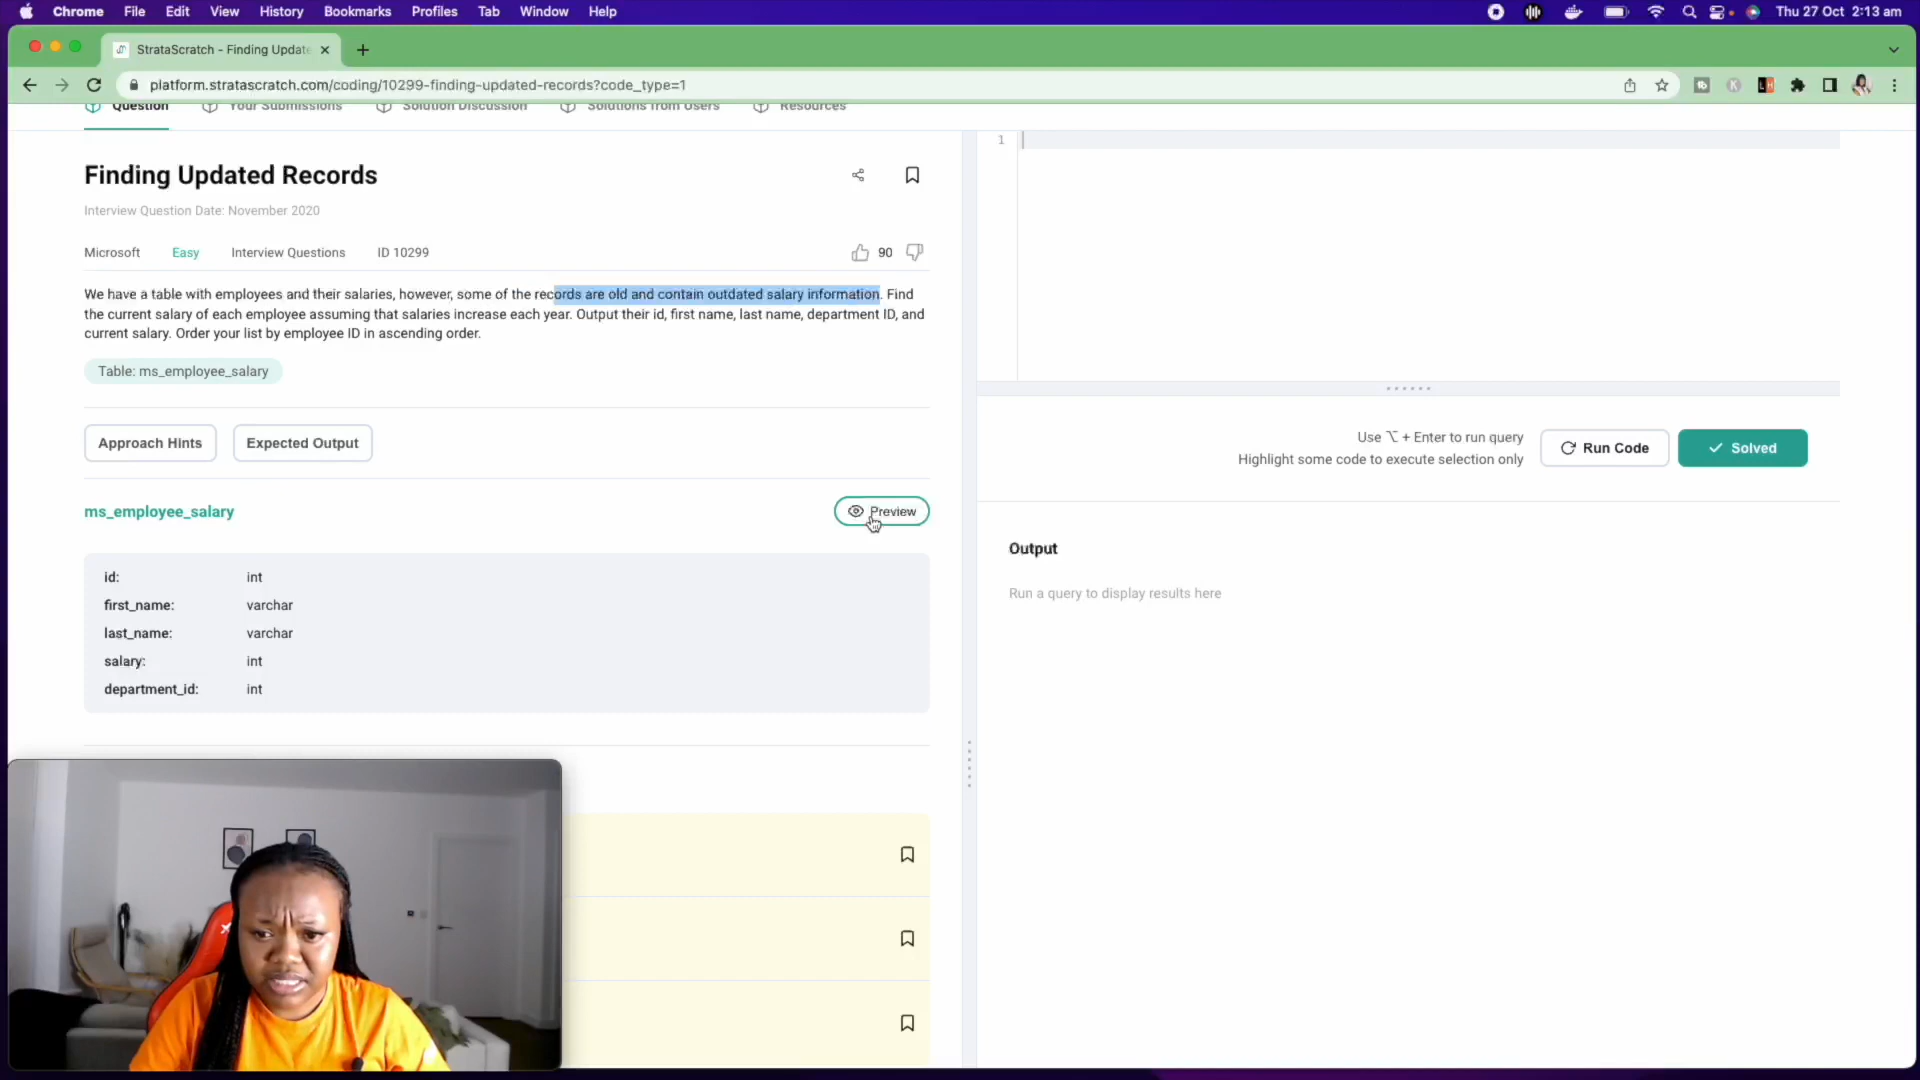 Chrome File Edit View History Bookmarks Profiles Tab Window Help Thu 27 Oct 2:13 am
StrataScratch - Finding Update
platform.stratascratch.com/coding/10299-finding-updated-records?code_type=1
Question Your Submissions Solution Discussion Solutions from Users Resources
Finding Updated Records
Interview Question Date: November 2020
Microsoft Easy Interview Questions ID 10299 90
We have a table with employees and their salaries, however, some of the records are old and contain outdated salary information. Find
the current salary of each employee assuming that salaries increase each year. Output their id, first name, last name, department ID, and
current salary. Order your list by employee ID in ascending order.
Table: ms_employee_salary
Approach Hints Expected Output
ms_employee_salary Preview
id: int
first_name: varchar
last_name: varchar
salary: int
department_id: int
1
Use ⌥ + Enter to run query
Highlight some code to execute selection only
Run Code Solved
Output
Run a query to display results here